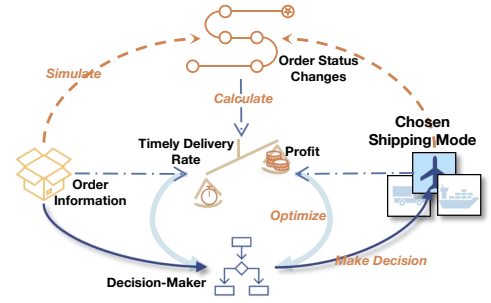 Order Status
Changes
Simulate
Calculate
Chosen
Shipping Mode
Timely Delivery
Rate
Profit
Order
Information
Optimize
Make Decision
Decision-Maker